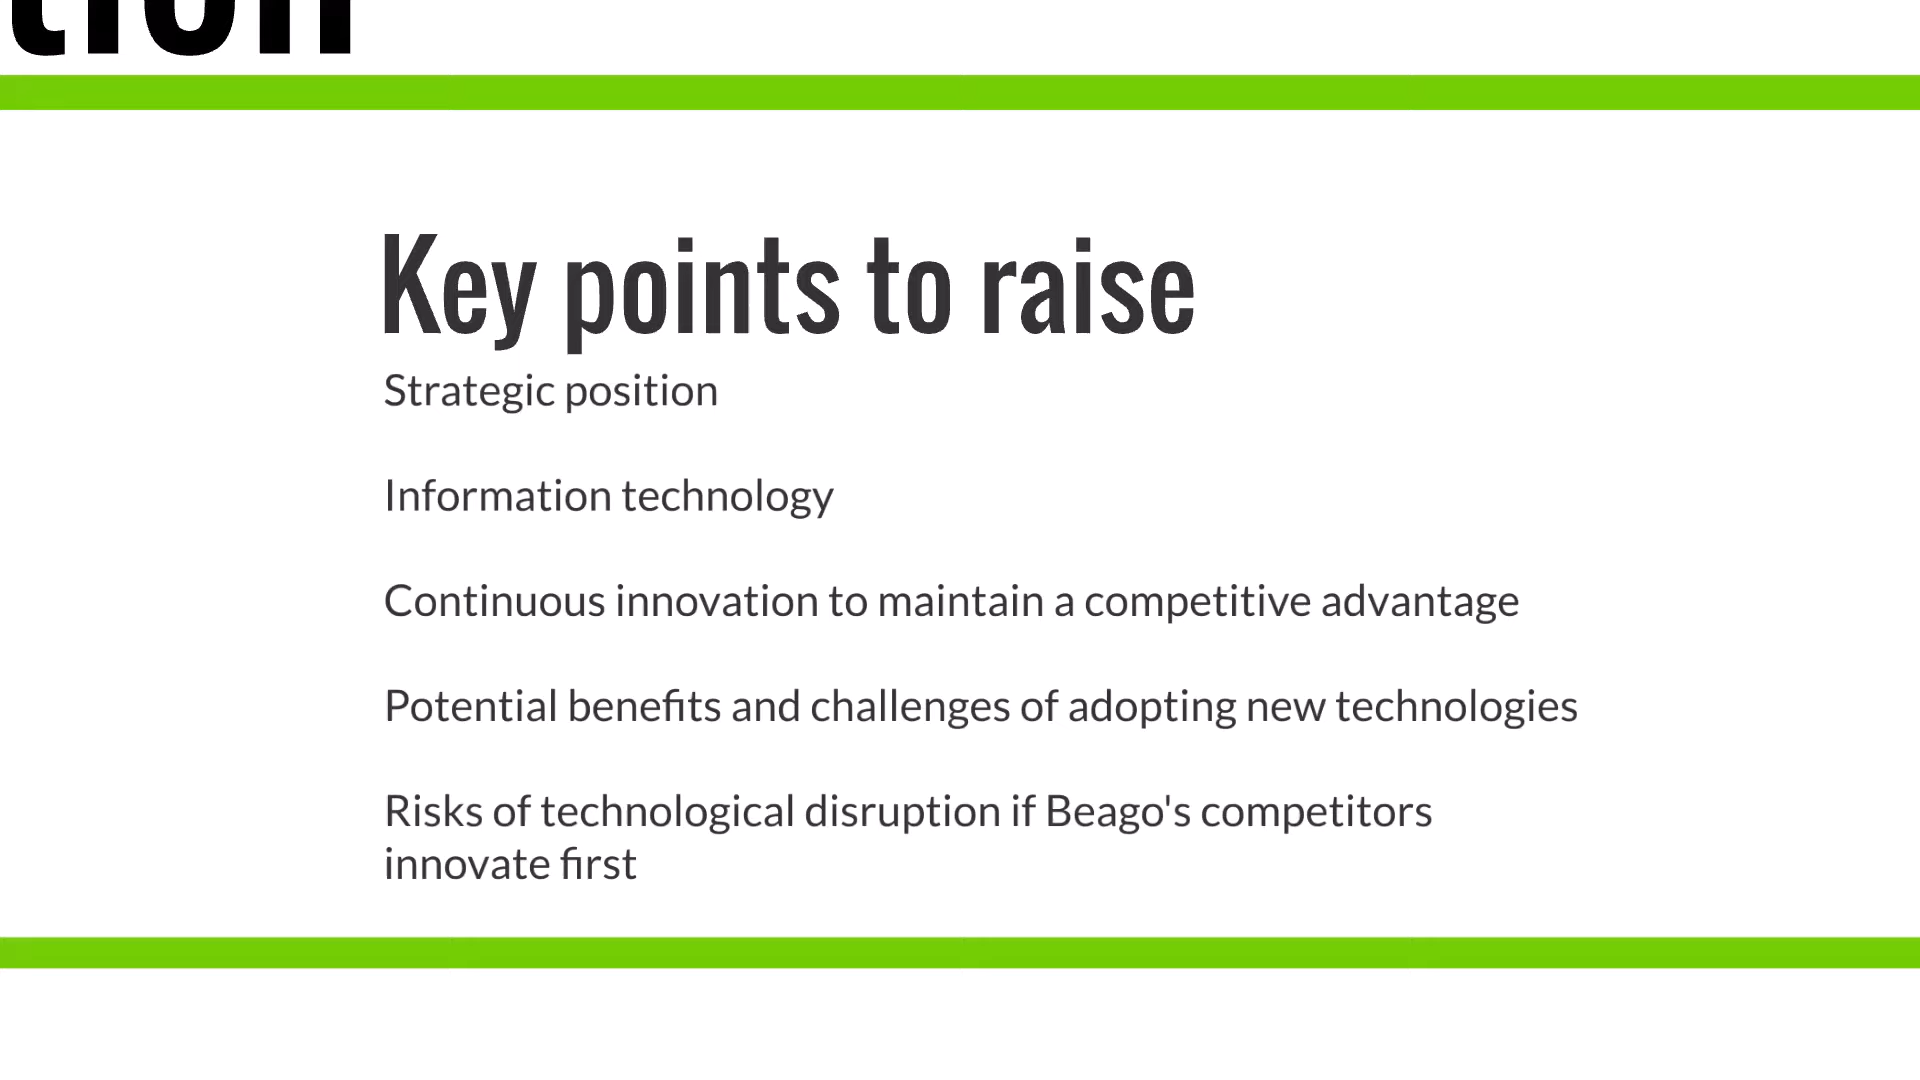 tion
Key points to raise
Strategic position
Information technology
Continuous innovation to maintain a competitive advantage
Potential benefits and challenges of adopting new technologies
Risks of technological disruption if Beago's competitors
innovate first